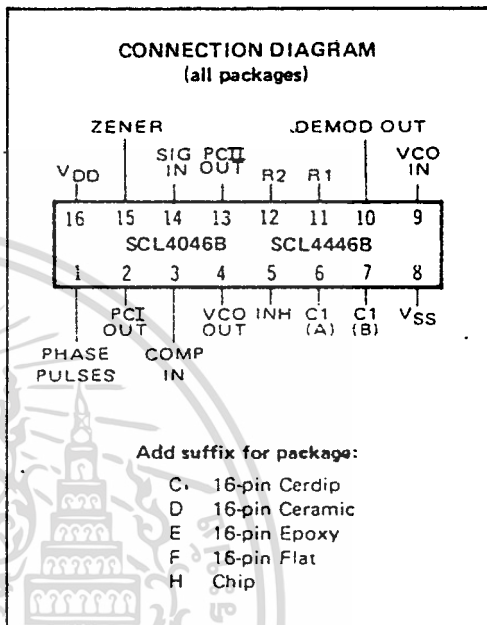 CONNECTION DIAGRAM
(all packages)
ZENER
DEMOD OUT
SIG IN
PCII OUT
VCO IN
VDD
R2
R1
16 15 14 13 12 11 10 9
SCL4046B SCL4446B
1 2 3 4 5 6 7 8
PCI OUT
VCO OUT
INH
C1 (A)
C1 (B)
VSS
PHASE PULSES
COMP IN
Add suffix for package:
C. 16-pin Cerdip
D 16-pin Ceramic
E 16-pin Epoxy
F 16-pin Flat
H Chip